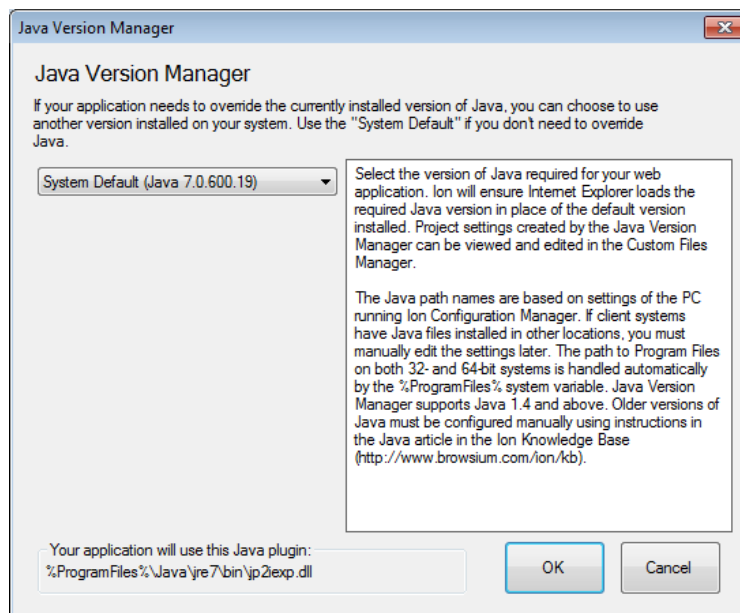 Java Version Manager
Java Version Manager
If your application needs to override the currently installed version of Java, you can choose to use
another version installed on your system. Use the "System Default" if you don't need to override
Java.
System Default (Java 7.0.600.19)
Select the version of Java required for your web
application. Ion will ensure Internet Explorer loads the
required Java version in place of the default version
installed. Project settings created by the Java Version
Manager can be viewed and edited in the Custom Files
Manager.
The Java path names are based on settings of the PC
running Ion Configuration Manager. If client systems
have Java files installed in other locations, you must
manually edit the settings later. The path to Program Files
on both 32- and 64-bit systems is handled automatically
by the %ProgramFiles% system variable. Java Version
Manager supports Java 1.4 and above. Older versions of
Java must be configured manually using instructions in
the Java article in the Ion Knowledge Base
(http://www.browsium.com/ion/kb).
Your application will use this Java plugin:
%ProgramFiles%\Java\jre7\bin\jp2iexp.dll
OK
Cancel